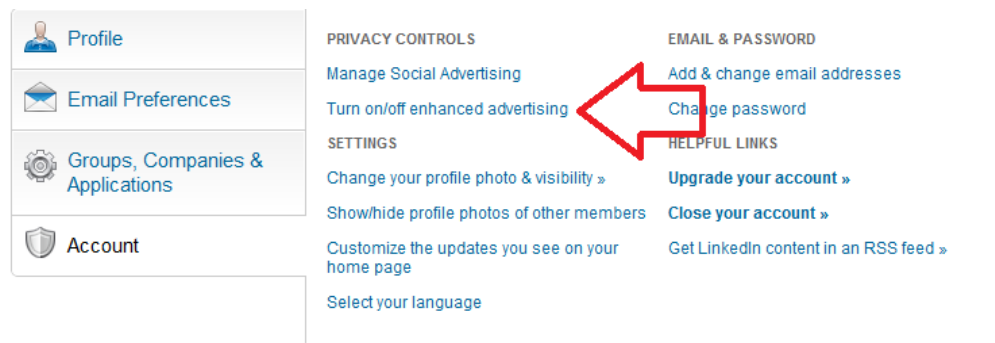 Profile
Email Preferences
Groups, Companies &
Applications
Account
PRIVACY CONTROLS
Manage Social Advertising
Turn on/off enhanced advertising
SETTINGS
Change your profile photo & visibility »
Show/hide profile photos of other members
Customize the updates you see on your
home page
Select your language
EMAIL & PASSWORD
Add & change email addresses
Change password
HELPFUL LINKS
Upgrade your account »
Close your account »
Get LinkedIn content in an RSS feed »